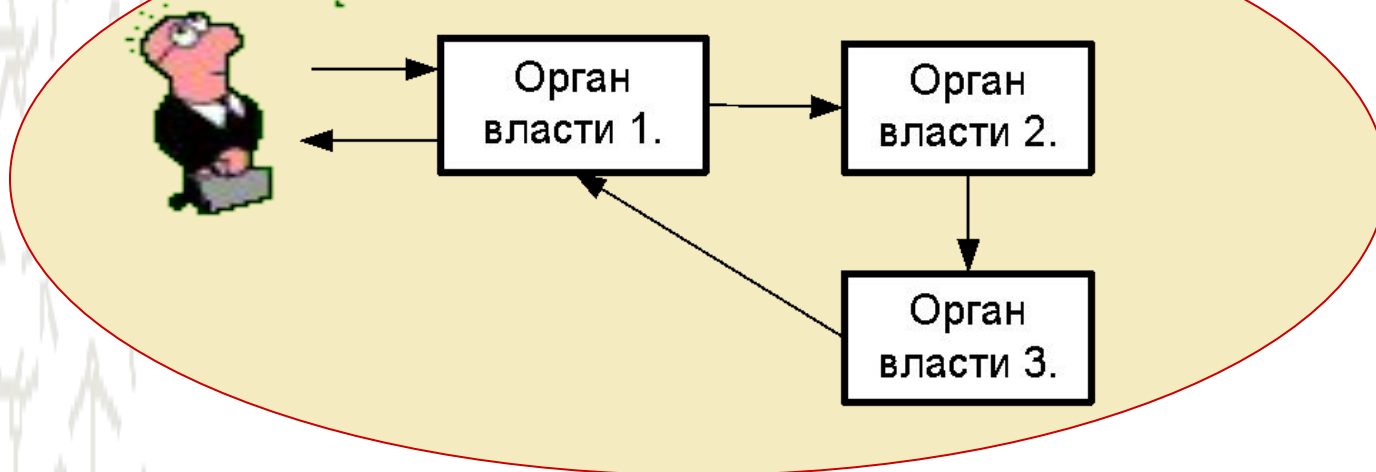 Орган
власти 1.
Орган
власти 2.
Орган
власти 3.